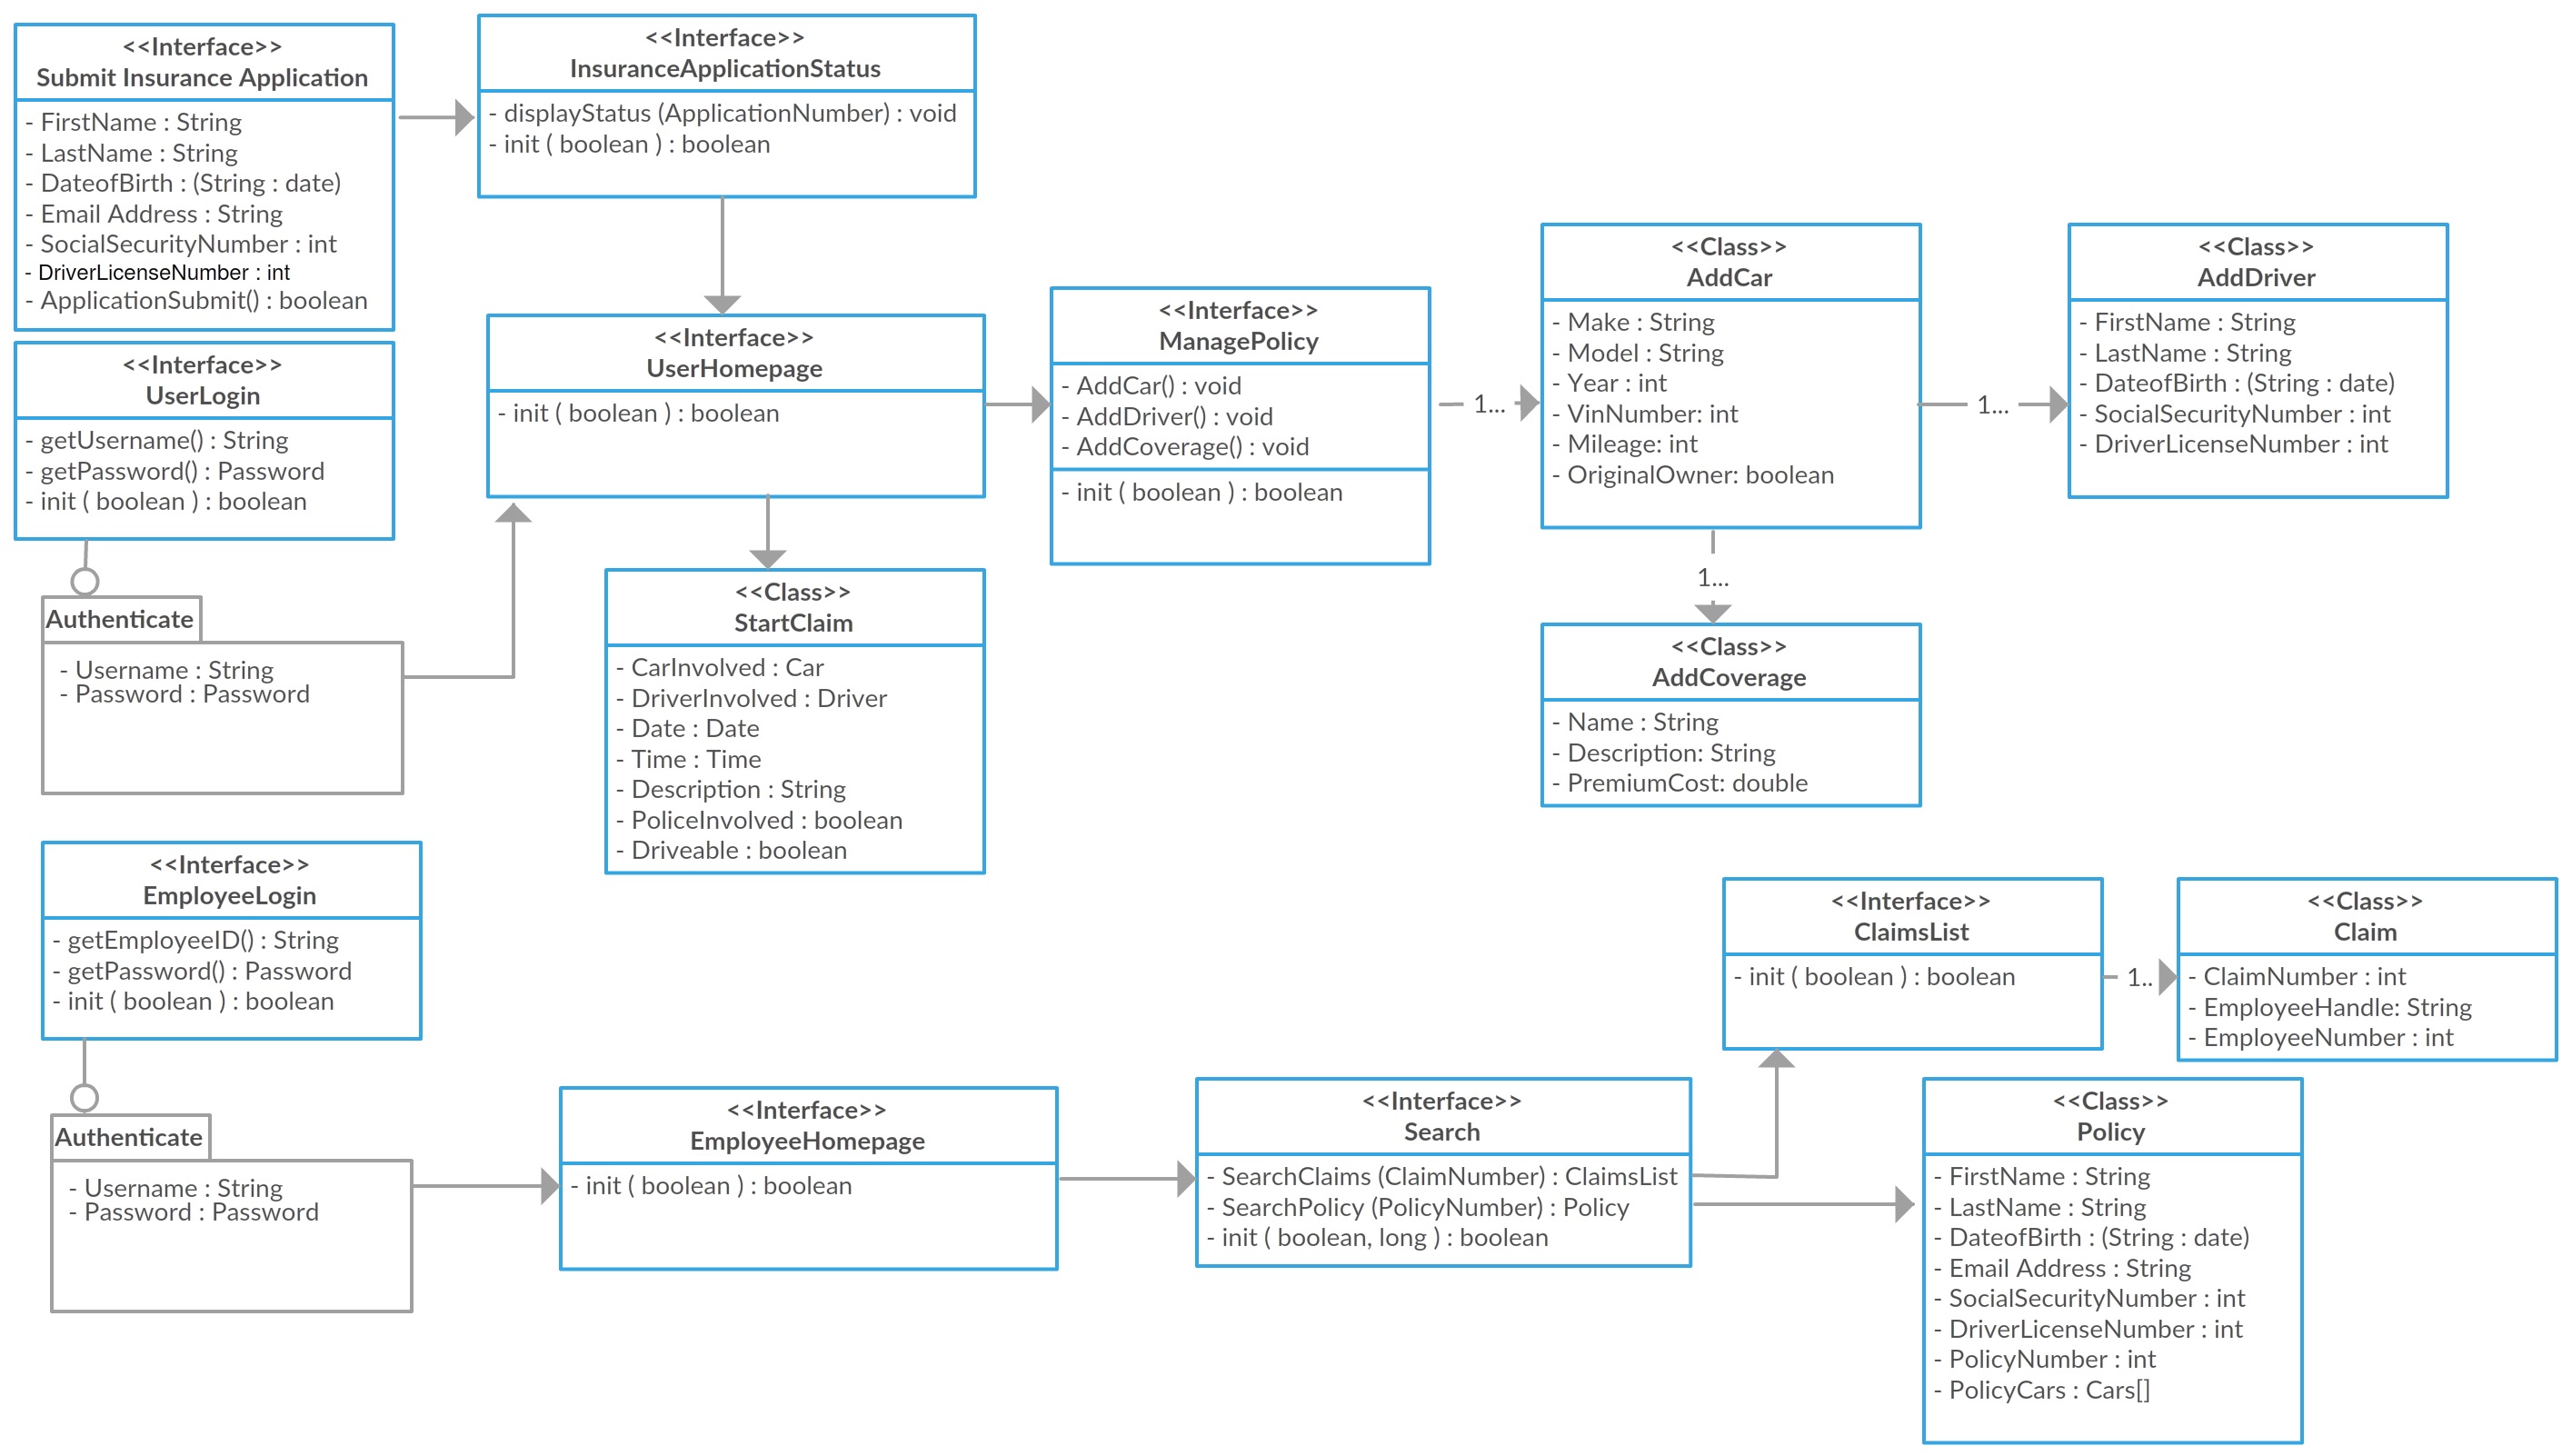 <<Interface>>
Submit Insurance Application
- FirstName : String
- LastName : String
- DateofBirth : (String : date)
- Email Address : String
- SocialSecurityNumber : int
- DriverLicenseNumber : int
- ApplicationSubmit() : boolean
<<Interface>>
InsuranceApplicationStatus
- displayStatus (ApplicationNumber) : void
- init ( boolean ) : boolean
<<Interface>>
UserLogin
- getUsername() : String
- getPassword() : Password
- init ( boolean ) : boolean
Authenticate
- Username : String
- Password : Password
<<Interface>>
UserHomepage
- init ( boolean ) : boolean
<<Interface>>
ManagePolicy
- AddCar() : void
- AddDriver() : void
- AddCoverage() : void
- init ( boolean ) : boolean
1...
<<Class>>
AddCar
- Make : String
- Model : String
- Year : int
- VinNumber: int
- Mileage: int
- OriginalOwner: boolean
1...
<<Class>>
AddDriver
- FirstName : String
- LastName : String
- DateofBirth : (String : date)
- SocialSecurityNumber : int
- DriverLicenseNumber : int
1...
<<Class>>
AddCoverage
- Name : String
- Description: String
- PremiumCost: double
<<Class>>
StartClaim
- CarInvolved : Car
- DriverInvolved : Driver
- Date : Date
- Time : Time
- Description : String
- PoliceInvolved : boolean
- Driveable : boolean
<<Interface>>
EmployeeLogin
- getEmployeeID() : String
- getPassword() : Password
- init ( boolean ) : boolean
Authenticate
- Username : String
- Password : Password
<<Interface>>
EmployeeHomepage
- init ( boolean ) : boolean
<<Interface>>
Search
- SearchClaims (ClaimNumber) : ClaimsList
- SearchPolicy (PolicyNumber) : Policy
- init ( boolean, long ) : boolean
<<Interface>>
ClaimsList
- init ( boolean ) : boolean
1..
<<Class>>
Claim
- ClaimNumber : int
- EmployeeHandle: String
- EmployeeNumber : int
<<Class>>
Policy
- FirstName : String
- LastName : String
- DateofBirth : (String : date)
- Email Address : String
- SocialSecurityNumber : int
- DriverLicenseNumber : int
- PolicyNumber : int
- PolicyCars : Cars[]